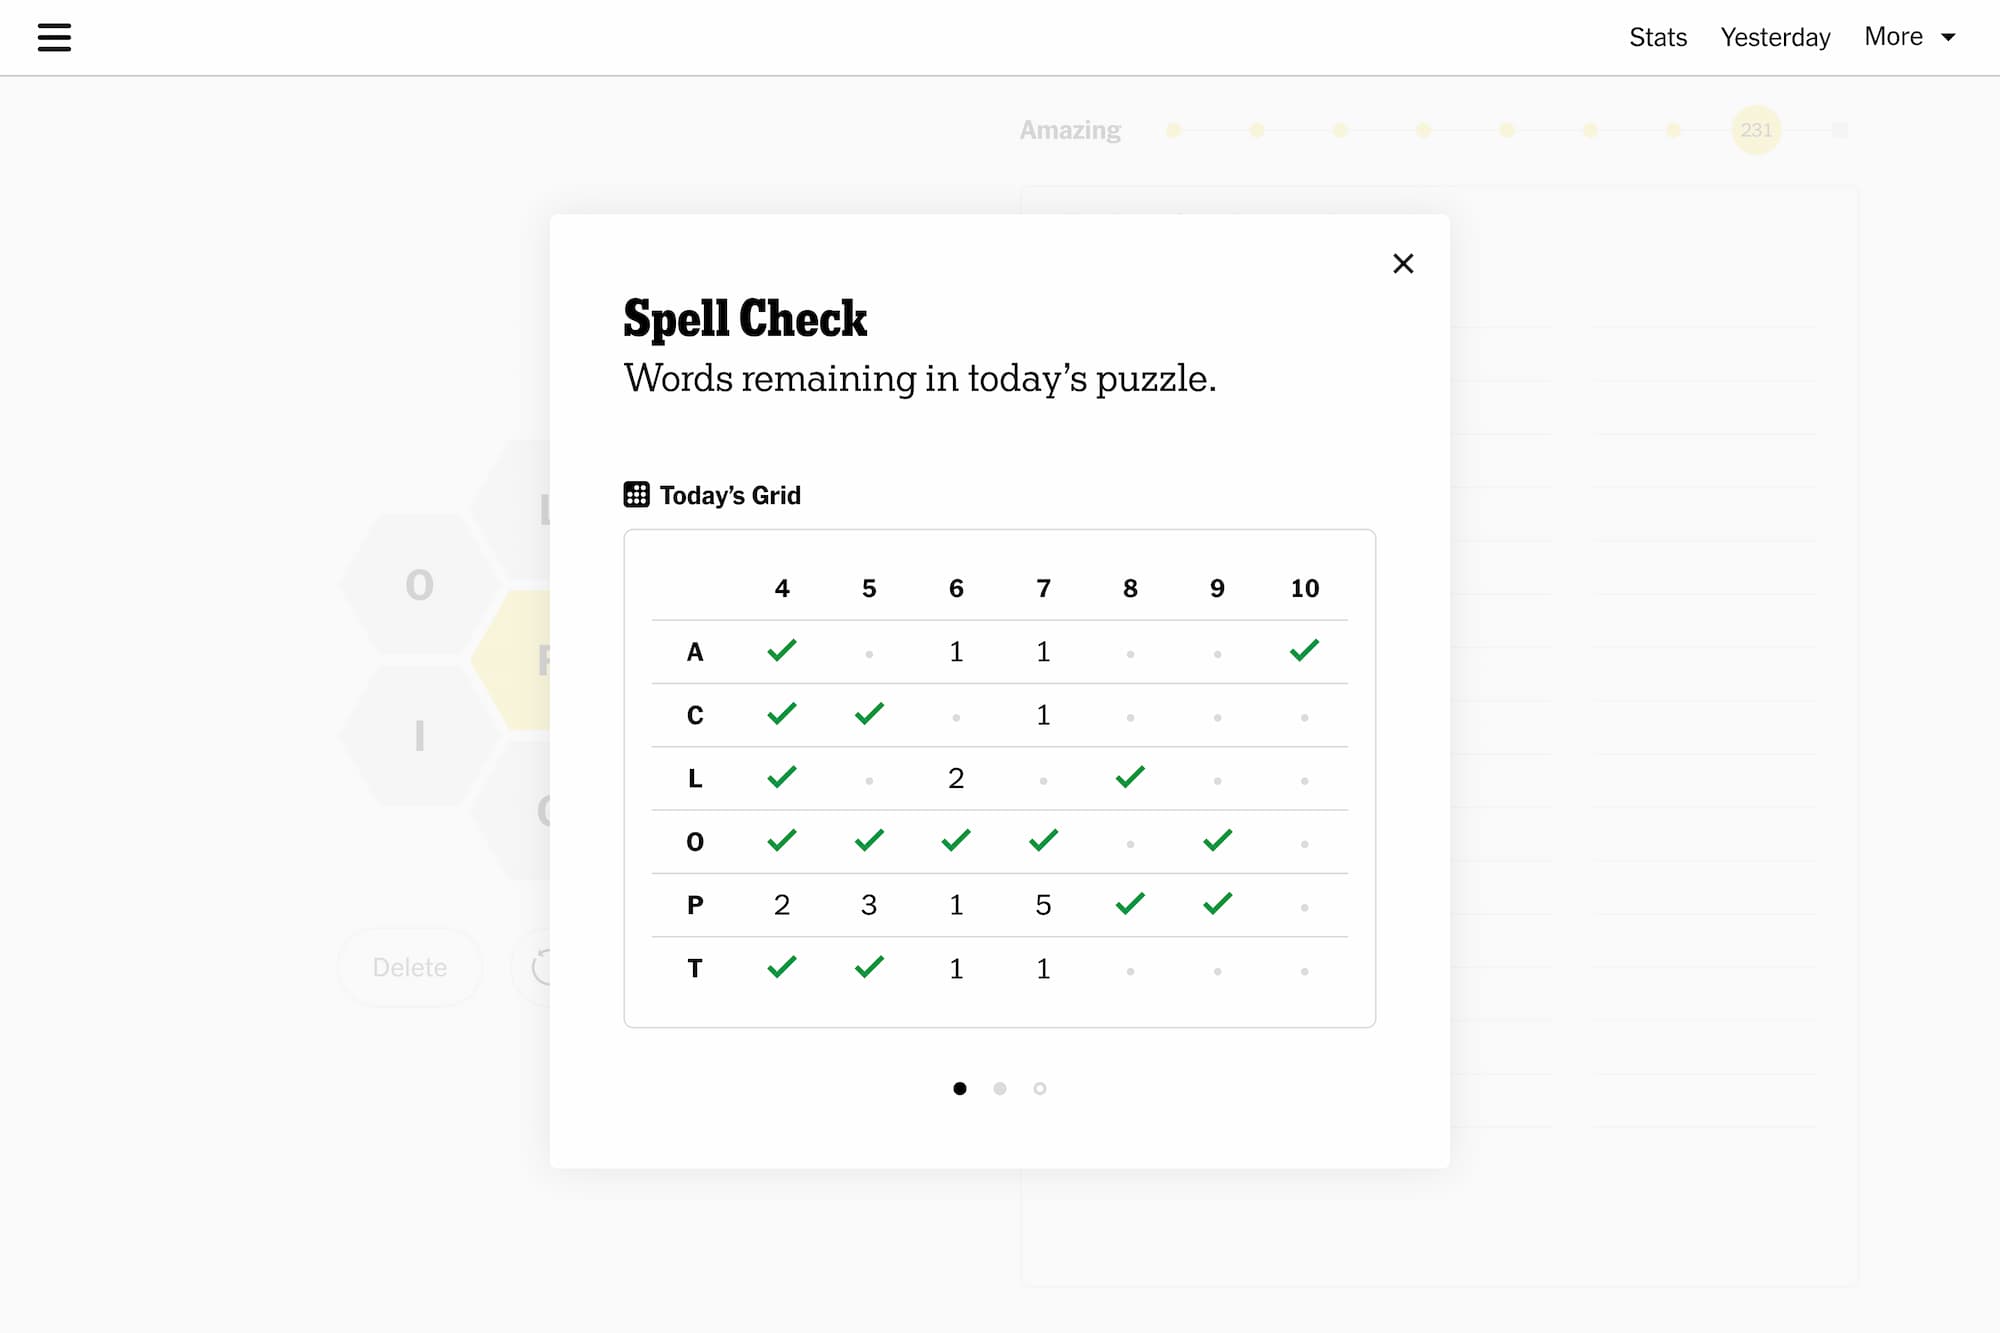 Stats Yesterday More
Amazing 231
Spell Check
Words remaining in today’s puzzle.
Today’s Grid
4 5 6 7 8 9 10
A 1 1
C 1
L 2
O
P 2 3 1 5
T 1 1
O
I
Delete